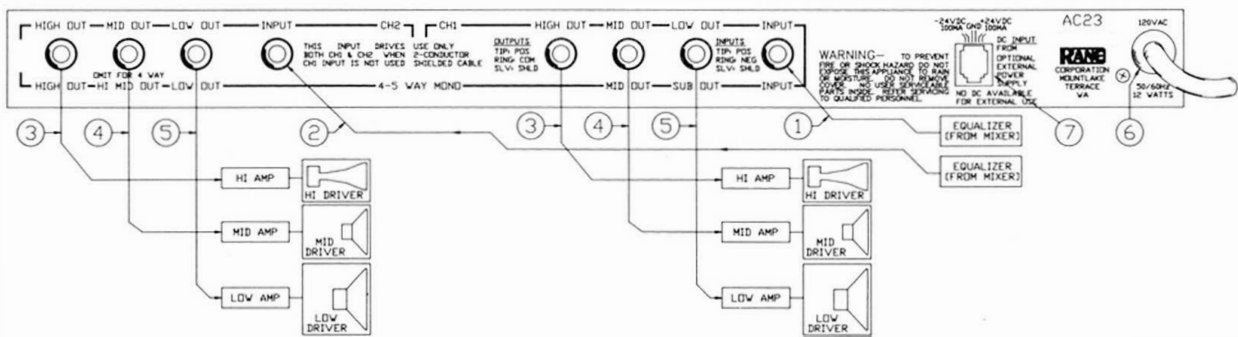 HIGH OUT MID OUT LOW OUT INPUT CH2 CH1 HIGH OUT MID OUT LOW OUT INPUT
THIS INPUT DRIVES
BOTH CH1 & CH2 WHEN
CH1 INPUT IS NOT USED
USE ONLY
2-CONDUCTOR
SHIELDED CABLE
OUTPUTS
TIP: POS
RING: COM
SLV: SHLD
INPUTS
TIP: POS
RING: NEG
SLV: SHLD
OMIT FOR 4 WAY
HIGH OUT HI MID OUT LOW OUT 4-5 WAY MONO MID OUT SUB OUT INPUT
WARNING- TO PREVENT
FIRE OR SHOCK HAZARD DO NOT
EXPOSE THIS APPLIANCE TO RAIN
OR MOISTURE. DO NOT REMOVE
COVER. NO USER SERVICEABLE
PARTS INSIDE. REFER SERVICING
TO QUALIFIED PERSONNEL.
-24VDC +24VDC
100MA GND 100MA
DC INPUT
FROM
OPTIONAL
EXTERNAL
POWER
SUPPLY
NO DC AVAILABLE
FOR EXTERNAL USE
AC23
RANE
CORPORATION
MOUNTLAKE
TERRACE
WA
120VAC
50/60HZ
12 WATTS
3 4 5 2 3 4 5 1 7 6
EQUALIZER
(FROM MIXER)
EQUALIZER
(FROM MIXER)
HI AMP
HI DRIVER
MID AMP
MID
DRIVER
LOW AMP
LOW
DRIVER
HI AMP
HI DRIVER
MID AMP
MID
DRIVER
LOW AMP
LOW
DRIVER